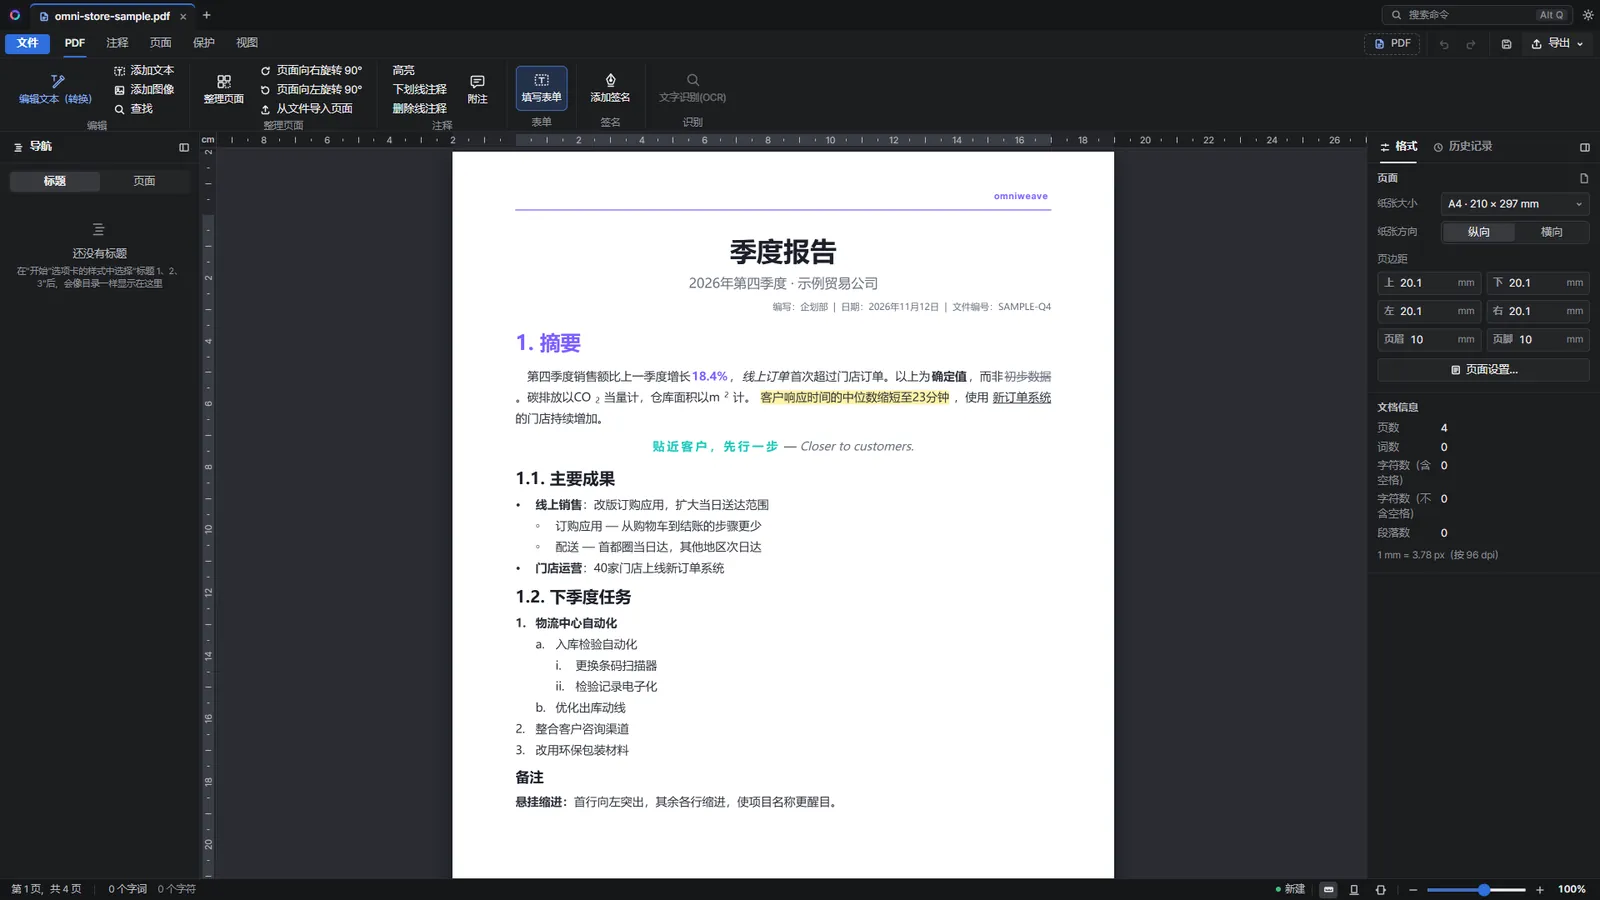 omni-store-sample.pdf
搜索命令 Alt Q
文件 PDF 注释 页面 保护 视图
PDF 导出
编辑文本（转换）
添加文本
添加图像
查找
编辑
整理页面
页面向右旋转 90°
页面向左旋转 90°
从文件导入页面
整理页面
高亮
下划线注释
删除线注释
附注
注释
填写表单
表单
添加签名
签名
文字识别(OCR)
识别
导航
标题 页面
还没有标题
在“开始”选项卡的样式中选择“标题 1、2、
3”后，会像目录一样显示在这里
cm 8 6 4 2 2 4 6 8 10 12 14 16 18 20 22 24 26
2 2 4 6 8 10 12 14 16 18 20
omniweave
季度报告
2026年第四季度 · 示例贸易公司
编写：企划部 | 日期：2026年11月12日 | 文件编号：SAMPLE-Q4
1. 摘要
第四季度销售额比上一季度增长18.4%，线上订单首次超过门店订单。以上为确定值，而非初步数据
。碳排放以CO ₂ 当量计，仓库面积以m ² 计。 客户响应时间的中位数缩短至23分钟 ，使用 新订单系统
的门店持续增加。
贴近客户，先行一步 — Closer to customers.
1.1. 主要成果
• 线上销售：改版订购应用，扩大当日送达范围
◦ 订购应用 — 从购物车到结账的步骤更少
◦ 配送 — 首都圈当日达，其他地区次日达
• 门店运营：40家门店上线新订单系统
1.2. 下季度任务
1. 物流中心自动化
a. 入库检验自动化
i. 更换条码扫描器
ii. 检验记录电子化
b. 优化出库动线
2. 整合客户咨询渠道
3. 改用环保包装材料
备注
悬挂缩进：首行向左突出，其余各行缩进，使项目名称更醒目。
格式 历史记录
页面
纸张大小 A4 · 210 × 297 mm
纸张方向 纵向 横向
页边距
上 20.1 mm 下 20.1 mm
左 20.1 mm 右 20.1 mm
页眉 10 mm 页脚 10 mm
页面设置...
文档信息
页数 4
词数 0
字符数（含空格） 0
字符数（不含空格） 0
段落数 0
1 mm = 3.78 px（按 96 dpi）
第 1 页，共 4 页 0 个字词 0 个字符
新建 100%